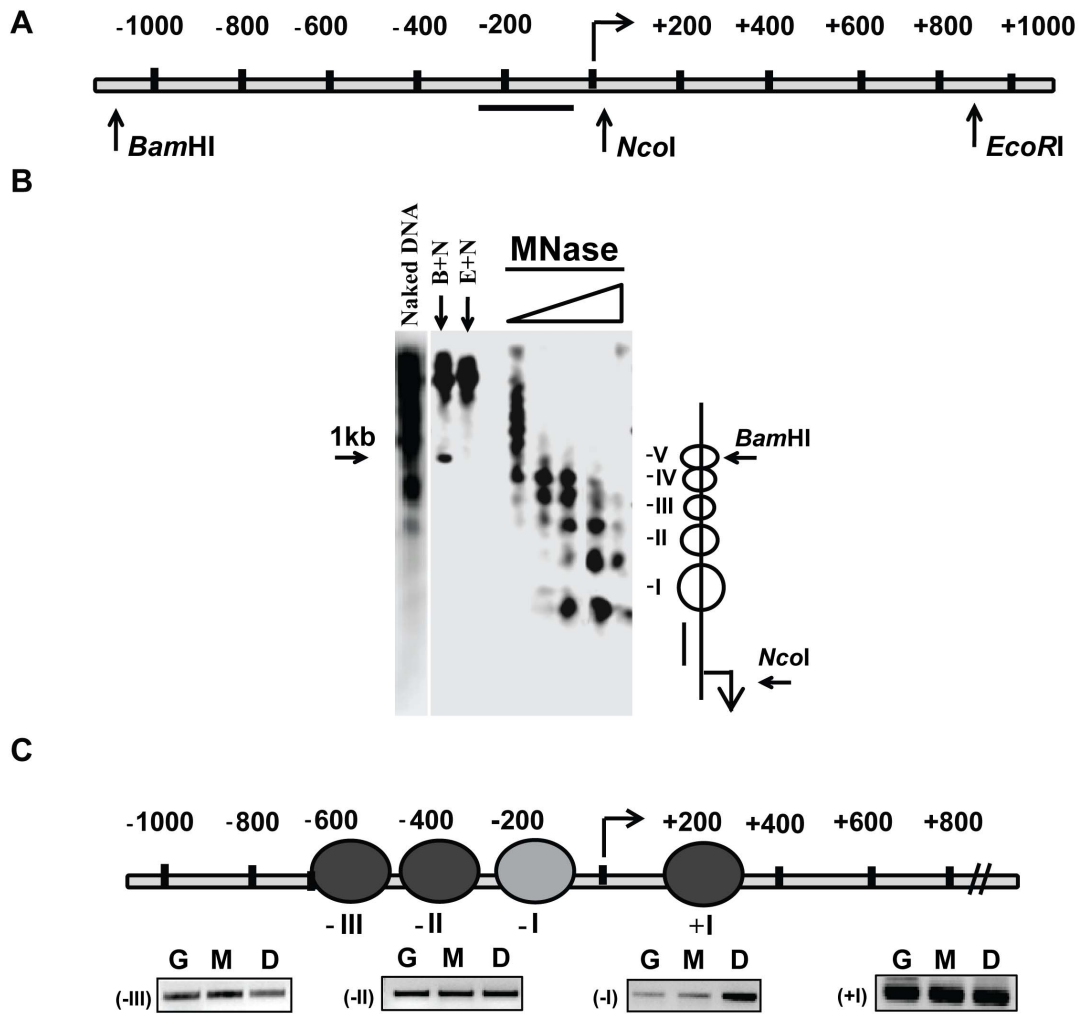 A
-1000 -800 -600 -400 -200 +200 +400 +600 +800 +1000
BamHI NcoI EcoRI
B
Naked DNA
B+N
E+N
MNase
1kb
-V BamHI
-IV
-III
-II
-I
NcoI
C
-1000 -800 -600 -400 -200 +200 +400 +600 +800
- III - II - I +I
G M D G M D G M D G M D
(-III) (-II) (-I) (+I)